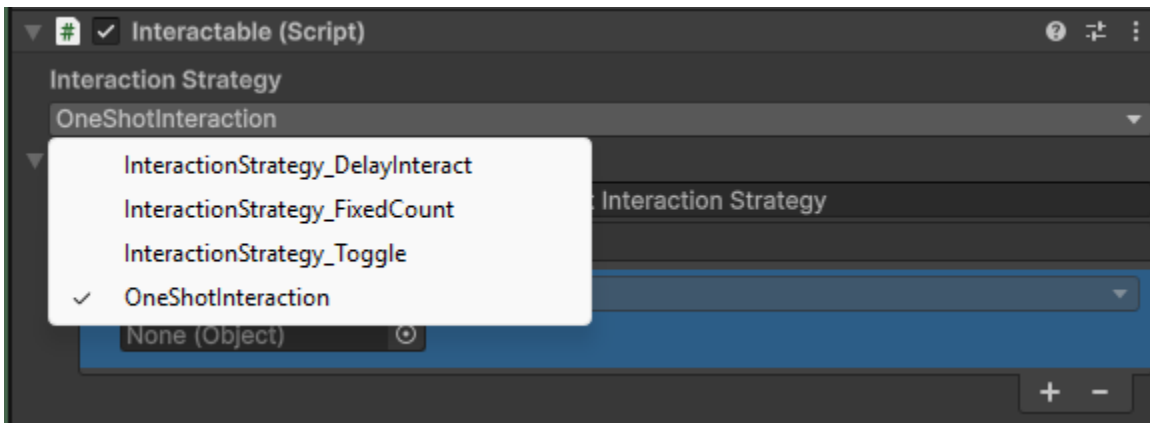 Interactable (Script)
Interaction Strategy
OneShotInteraction
InteractionStrategy_DelayInteract
InteractionStrategy_FixedCount
Interaction Strategy
InteractionStrategy_Toggle
OneShotInteraction
None (Object)